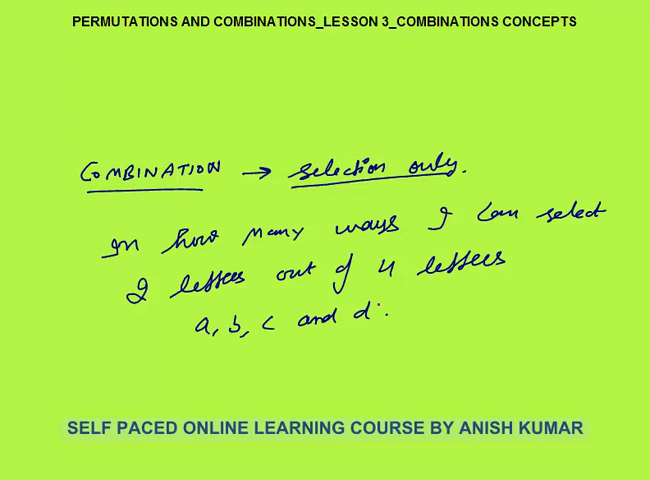 PERMUTATIONS AND COMBINATIONS_LESSON 3_COMBINATIONS CONCEPTS
COMBINATION → Selection only.
In how many ways I can select
2 letters out of 4 letters
a, b, c and d.
SELF PACED ONLINE LEARNING COURSE BY ANISH KUMAR